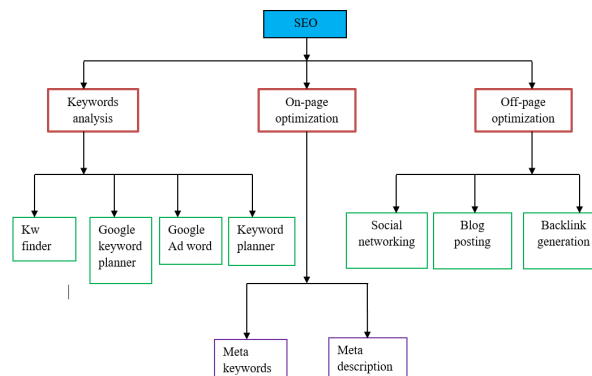 SEO
Keywords
analysis
On-page
optimization
Off-page
optimization
Kw
finder
Google
keyword
planner
Google
Ad word
Keyword
planner
Social
networking
Blog
posting
Backlink
generation
Meta
keywords
Meta
description